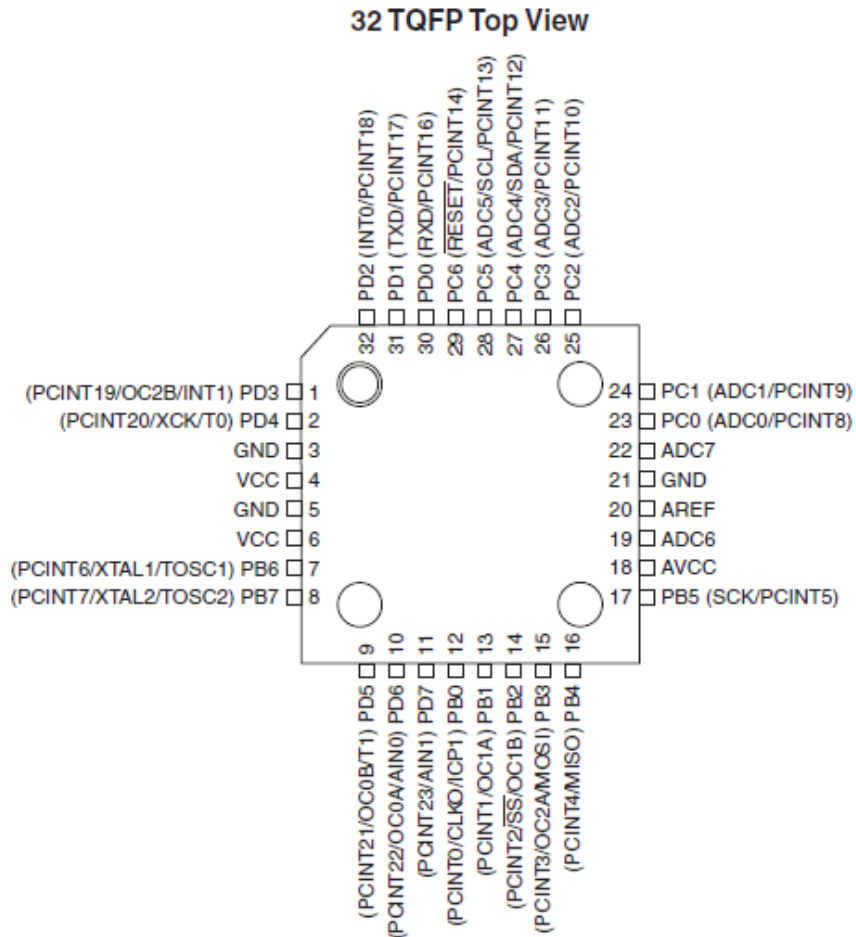 32 TQFP Top View
32 PD2 (INT0/PCINT18)
31 PD1 (TXD/PCINT17)
30 PD0 (RXD/PCINT16)
29 PC6 (RESET/PCINT14)
28 PC5 (ADC5/SCL/PCINT13)
27 PC4 (ADC4/SDA/PCINT12)
26 PC3 (ADC3/PCINT11)
25 PC2 (ADC2/PCINT10)
(PCINT19/OC2B/INT1) PD3 1
(PCINT20/XCK/T0) PD4 2
GND 3
VCC 4
GND 5
VCC 6
(PCINT6/XTAL1/TOSC1) PB6 7
(PCINT7/XTAL2/TOSC2) PB7 8
24 PC1 (ADC1/PCINT9)
23 PC0 (ADC0/PCINT8)
22 ADC7
21 GND
20 AREF
19 ADC6
18 AVCC
17 PB5 (SCK/PCINT5)
(PCINT21/OC0B/T1) PD5 9
(PCINT22/OC0A/AIN0) PD6 10
(PCINT23/AIN1) PD7 11
(PCINT0/CLKO/ICP1) PB0 12
(PCINT1/OC1A) PB1 13
(PCINT2/SS/OC1B) PB2 14
(PCINT3/OC2A/MOSI) PB3 15
(PCINT4/MISO) PB4 16